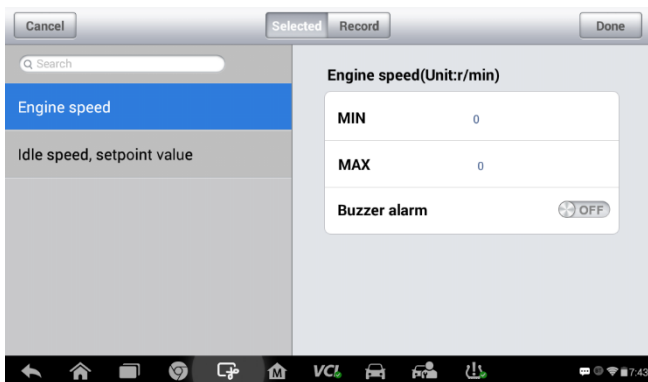 Cancel
Selected
Record
Done
Search
Engine speed
Idle speed, setpoint value
Engine speed(Unit:r/min)
MIN
0
MAX
0
Buzzer alarm
OFF
M
VCI
7:43